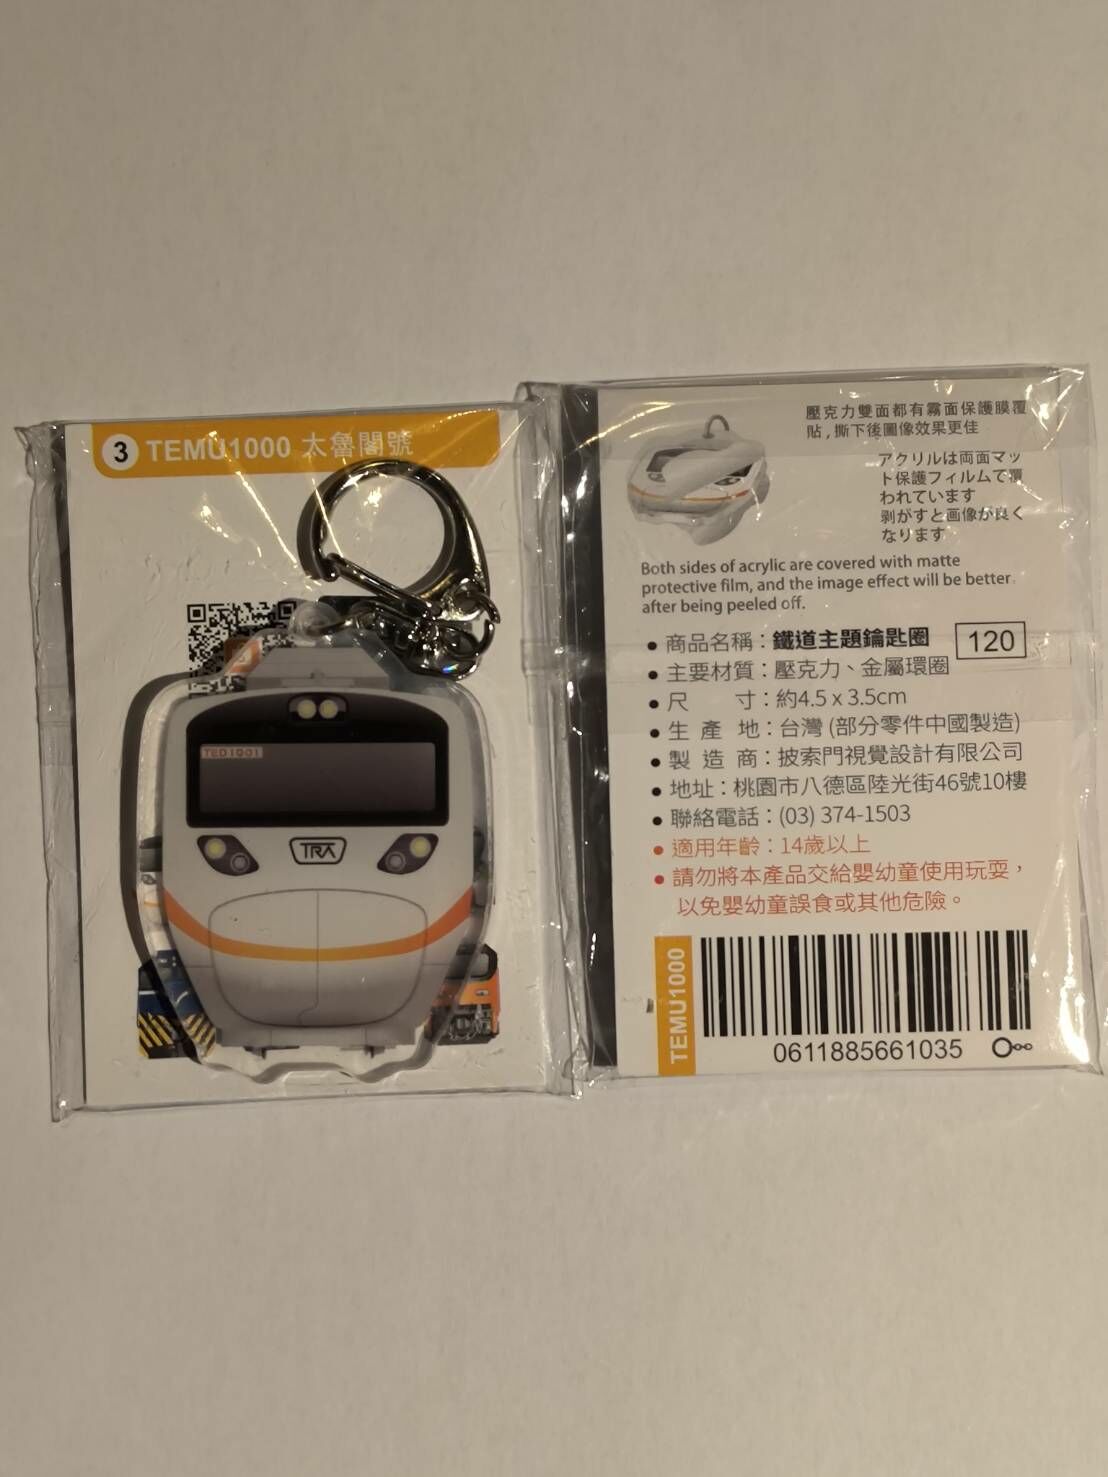 3 TEMU1000 太魯閣號
TED1001
TRA
壓克力雙面都有霧面保護膜覆
貼,撕下後圖像效果更佳
アクリルは両面マッ
ト保護フィルムで覆
われています
剥がすと画像が良く
なります
Both sides of acrylic are covered with matte
protective film, and the image effect will be better
after being peeled off.
• 商品名稱：鐵道主題鑰匙圈 120
• 主要材質：壓克力、金屬環圈
• 尺 寸：約4.5 x 3.5cm
• 生 產 地：台灣 (部分零件中國製造)
• 製 造 商：披索門視覺設計有限公司
• 地址：桃園市八德區陸光街46號10樓
• 聯絡電話：(03) 374-1503
• 適用年齡：14歲以上
• 請勿將本產品交給嬰幼童使用玩耍，
以免嬰幼童誤食或其他危險。
TEMU1000
0611885661035